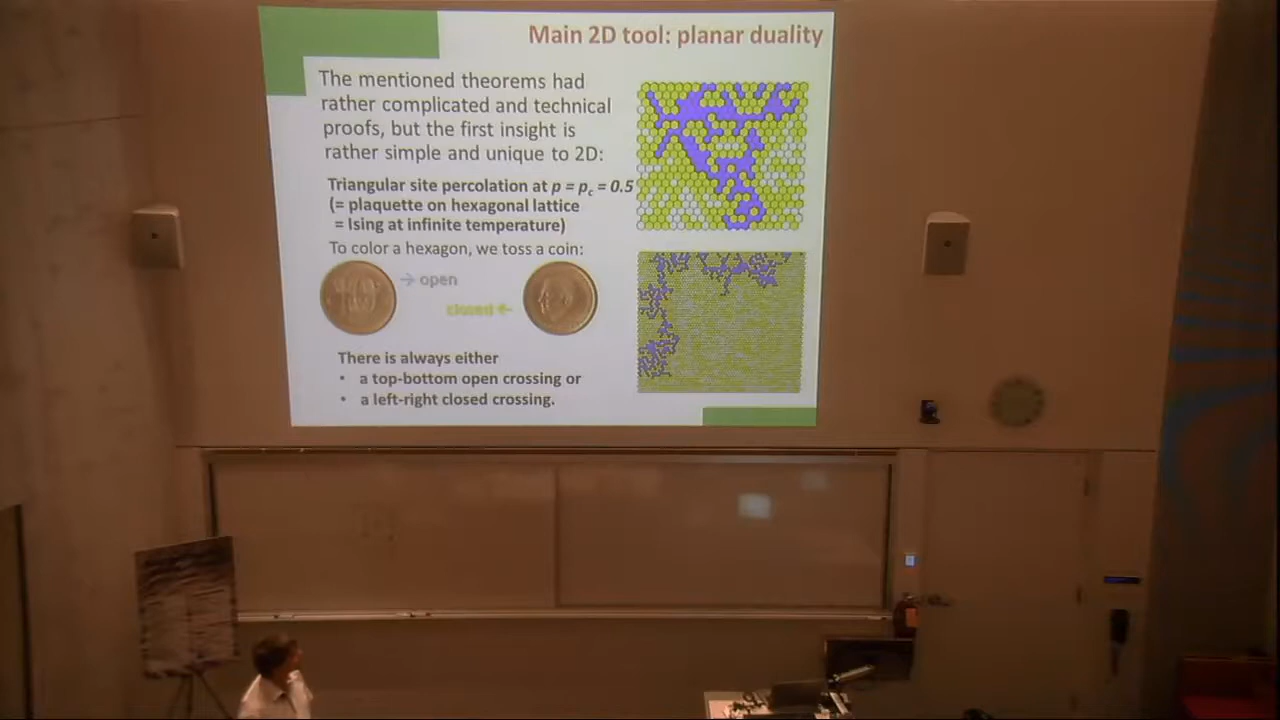 Main 2D tool: planar duality
The mentioned theorems had
rather complicated and technical
proofs, but the first insight is
rather simple and unique to 2D:
Triangular site percolation at p = pc = 0.5
(= plaquette on hexagonal lattice
= Ising at infinite temperature)
To color a hexagon, we toss a coin:
→ open
closed ←
There is always either
• a top-bottom open crossing or
• a left-right closed crossing.